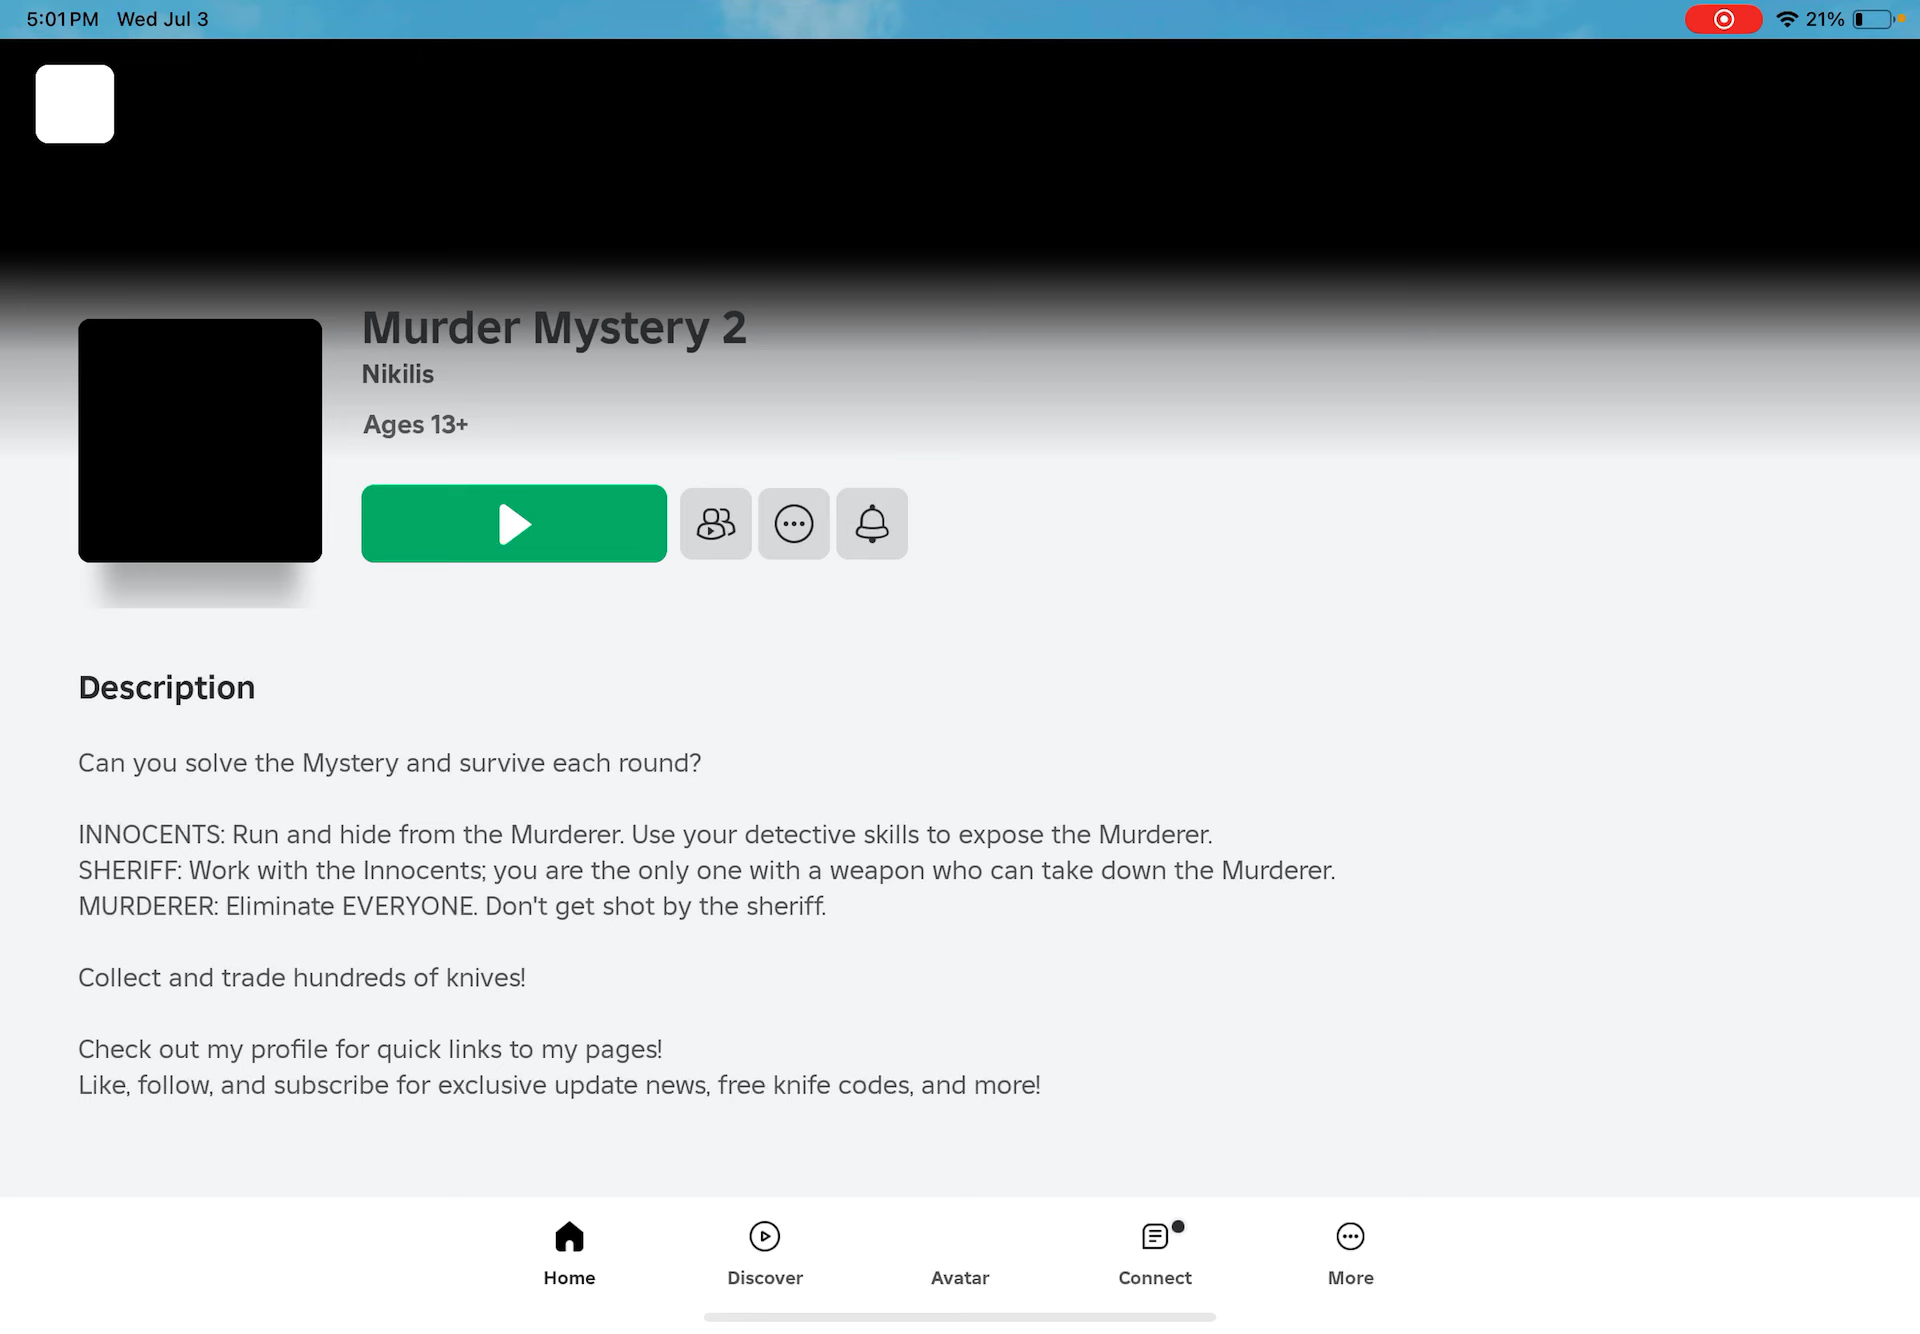 5:01 PM Wed Jul 3
21%
Murder Mystery 2
Nikilis
Ages 13+
Description
Can you solve the Mystery and survive each round?
INNOCENTS: Run and hide from the Murderer. Use your detective skills to expose the Murderer.
SHERIFF: Work with the Innocents; you are the only one with a weapon who can take down the Murderer.
MURDERER: Eliminate EVERYONE. Don't get shot by the sheriff.
Collect and trade hundreds of knives!
Check out my profile for quick links to my pages!
Like, follow, and subscribe for exclusive update news, free knife codes, and more!
Home Discover Avatar Connect More